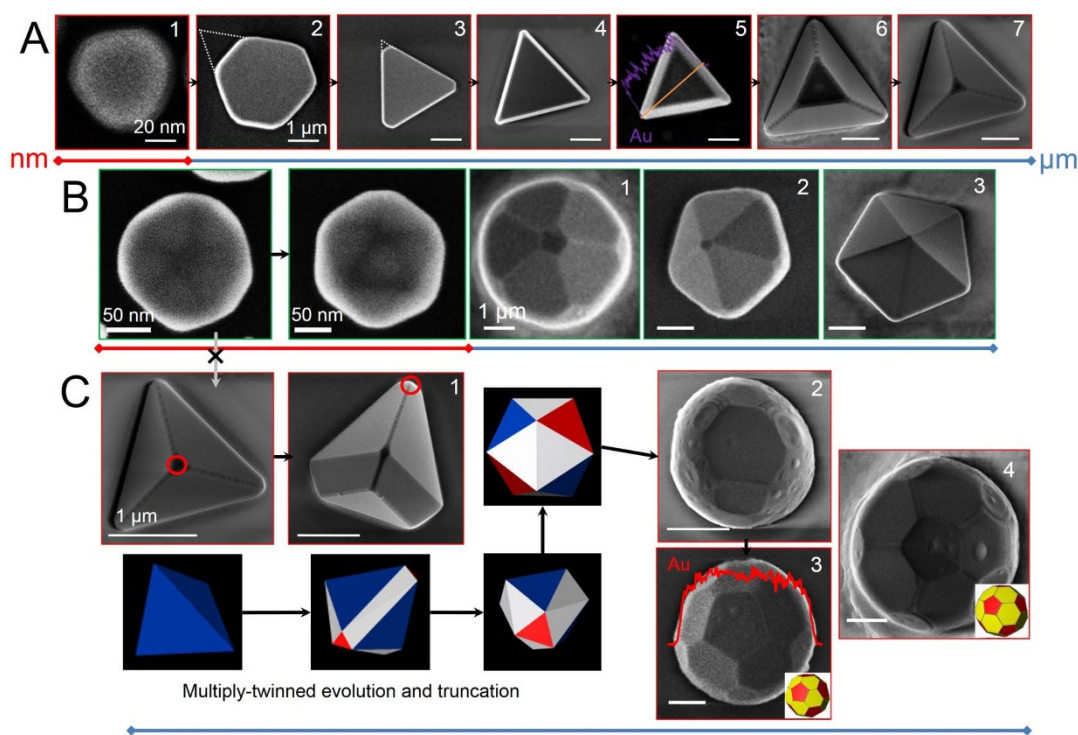 A
1
2
3
4
5
6
7
20 nm
1 µm
Au
nm
µm
B
1
2
3
50 nm
50 nm
1 µm
C
1
2
4
1 µm
Au
3
Multiply-twinned evolution and truncation